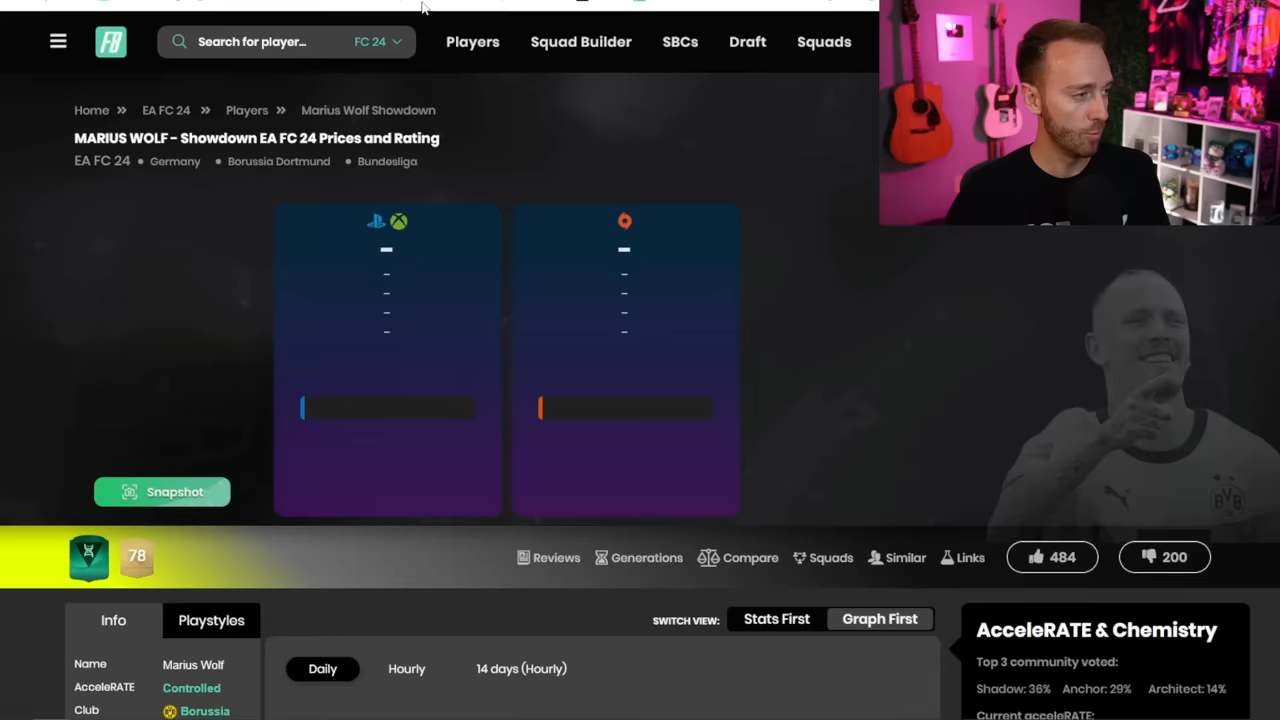 FB
Search for player...
FC 24
Players
Squad Builder
SBCs
Draft
Squads
Home » EA FC 24 » Players » Marius Wolf Showdown
MARIUS WOLF - Showdown EA FC 24 Prices and Rating
EA FC 24 • Germany • Borussia Dortmund • Bundesliga
Snapshot
78
Reviews
Generations
Compare
Squads
Similar
Links
484
200
Info
Playstyles
SWITCH VIEW:
Stats First
Graph First
Name Marius Wolf
AcceleRATE Controlled
Club Borussia
Daily
Hourly
14 days (Hourly)
AcceleRATE & Chemistry
Top 3 community voted:
Shadow: 36% Anchor: 29% Architect: 14%
Current acceleRATE: